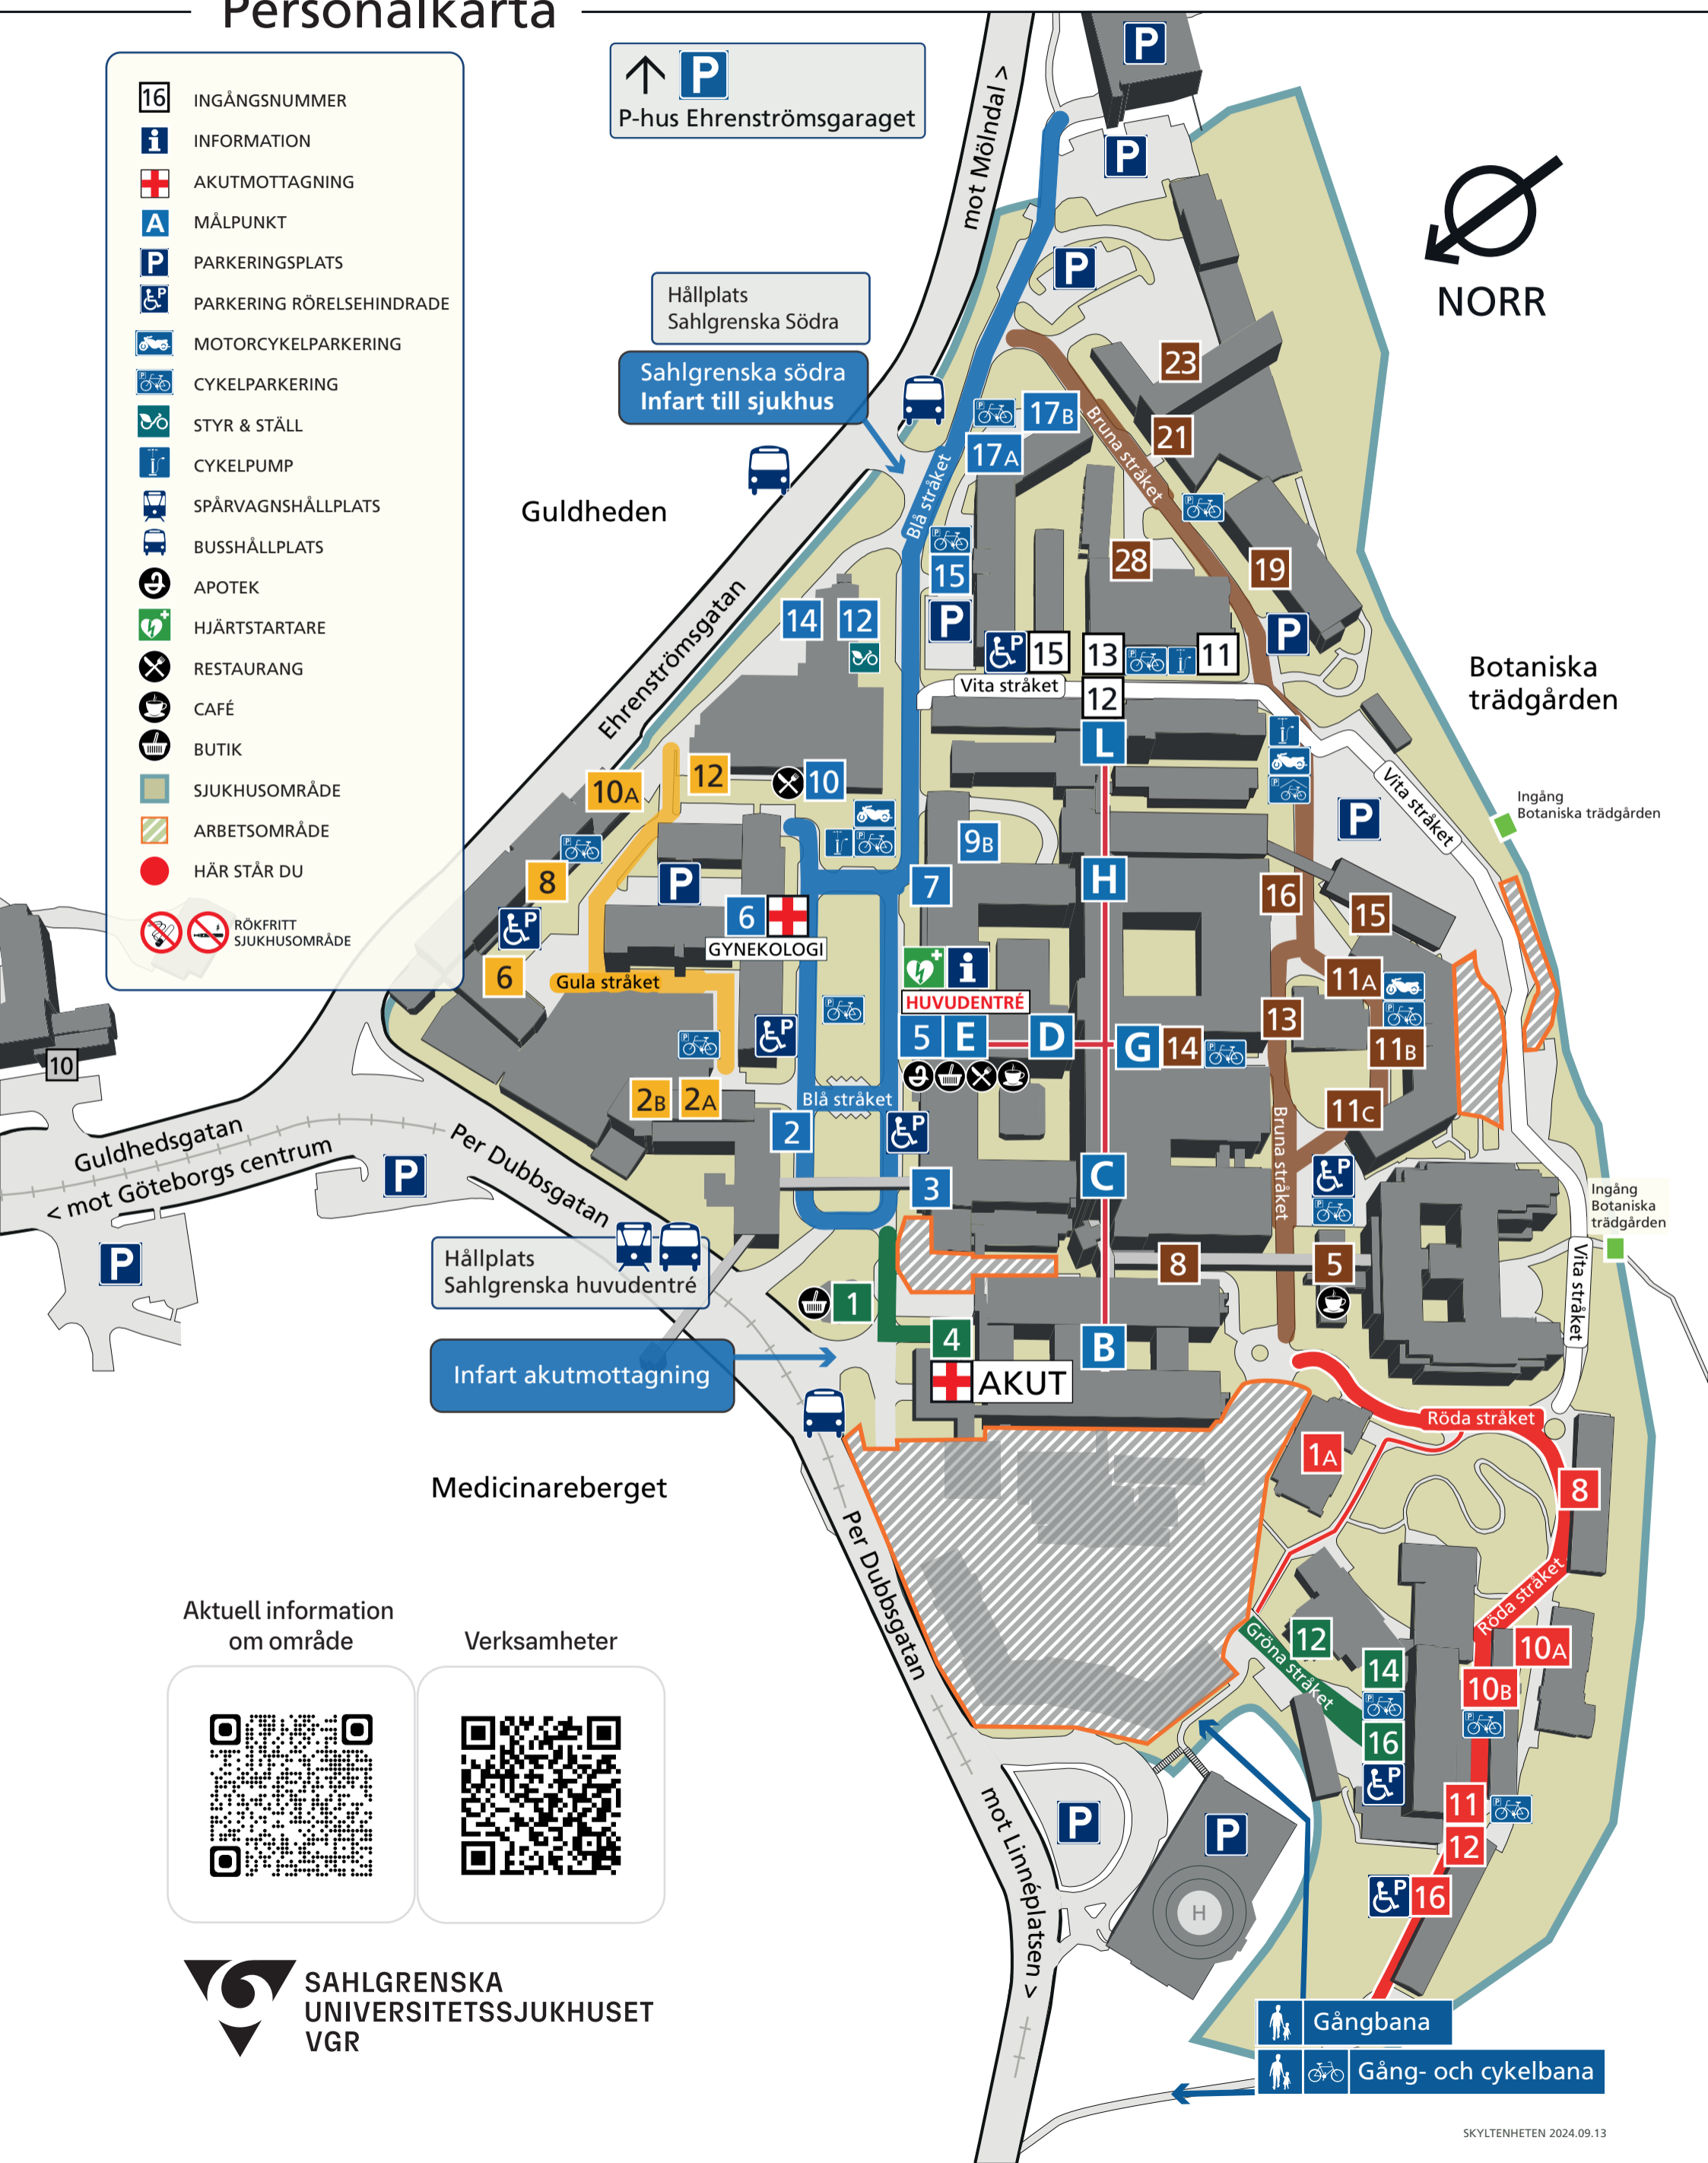 Personalkarta
16 INGÅNGSNUMMER
i INFORMATION
AKUTMOTTAGNING
A MÅLPUNKT
P PARKERINGSPLATS
P PARKERING RÖRELSEHINDRADE
MOTORCYKELPARKERING
P CYKELPARKERING
STYR & STÄLL
CYKELPUMP
SPÅRVAGNSHÅLLPLATS
BUSSHÅLLPLATS
APOTEK
HJÄRTSTARTARE
RESTAURANG
CAFÉ
BUTIK
SJUKHUSOMRÅDE
ARBETSOMRÅDE
HÄR STÅR DU
RÖKFRITT
SJUKHUSOMRÅDE
P
P-hus Ehrenströmsgaraget
mot Mölndal >
P
P
P
NORR
Hållplats
Sahlgrenska Södra
Sahlgrenska södra
Infart till sjukhus
Guldheden
Ehrenströmsgatan
Blå stråket
Bruna stråket
17B
17A
23
21
19
28
P
15
P
14
12
P
15
13
P
11
12
Vita stråket
L
P
Botaniska
trädgården
Ingång
Botaniska trädgården
Vita stråket
P
P
10A
12
10
P
P
8
P
P
6
9B
7
H
16
15
6
GYNEKOLOGI
Gula stråket
i
HUVUDENTRÉ
5
E
D
G
14
P
13
11A
P
11B
11C
P
P
P
2B
2A
Blå stråket
2
P
3
C
Bruna stråket
P
P
10
Guldhedsgatan
< mot Göteborgs centrum
Per Dubbsgatan
P
P
Hållplats
Sahlgrenska huvudentré
1
4
AKUT
B
8
5
Ingång
Botaniska
trädgården
Vita stråket
Infart akutmottagning
Medicinareberget
Per Dubbsgatan
Röda stråket
1A
8
Röda stråket
10A
10B
P
12
14
P
16
P
Gröna stråket
11
P
12
P
16
P
P
H
mot Linnéplatsen >
Aktuell information
om område
Verksamheter
SAHLGRENSKA
UNIVERSITETSSJUKHUSET
VGR
Gångbana
Gång- och cykelbana
SKYLTENHETEN 2024.09.13